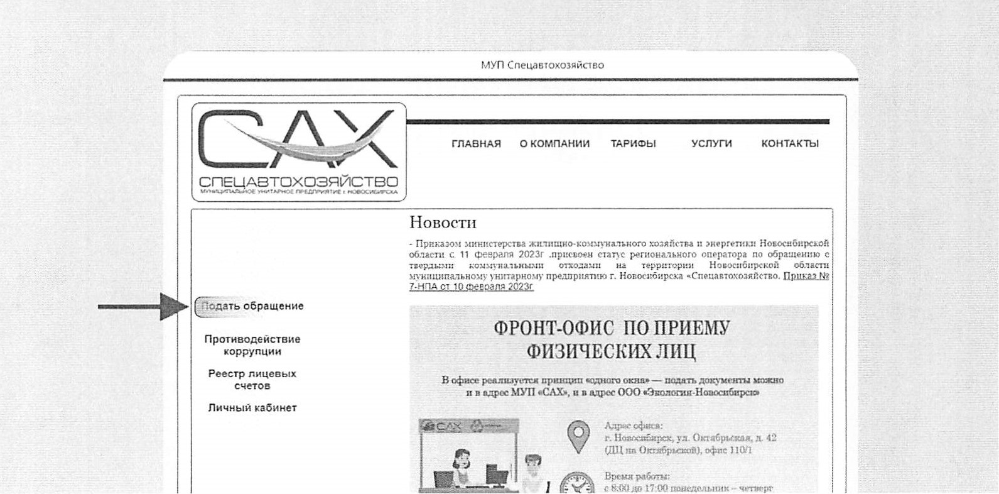 МУП Спецавтохозяйство
САХ
СПЕЦАВТОХОЗЯЙСТВО
МУНИЦИПАЛЬНОЕ УНИТАРНОЕ ПРЕДПРИЯТИЕ г. НОВОСИБИРСКА
ГЛАВНАЯ О КОМПАНИИ ТАРИФЫ УСЛУГИ КОНТАКТЫ
Подать обращение
Противодействие
коррупции
Реестр лицевых
счетов
Личный кабинет
Новости
- Приказом министерства жилищно-коммунального хозяйства и энергетики Новосибирской
области с 11 февраля 2023г .присвоен статус регионального оператора по обращению с
твердыми коммунальными отходами на территории Новосибирской области
муниципальному унитарному предприятию г. Новосибирска «Спецавтохозяйство. Приказ №
7-НПА от 10 февраля 2023г.
ФРОНТ-ОФИС ПО ПРИЕМУ
ФИЗИЧЕСКИХ ЛИЦ
В офисе реализуется принцип «одного окна» — подать документы можно
и в адрес МУП «САХ», и в адрес ООО «Экология-Новосибирск»
САХ
Адрес офиса:
г. Новосибирск, ул. Октябрьская, д. 42
(ДЦ на Октябрьской), офис 110/1
Время работы:
с 8:00 до 17:00 понедельник – четверг